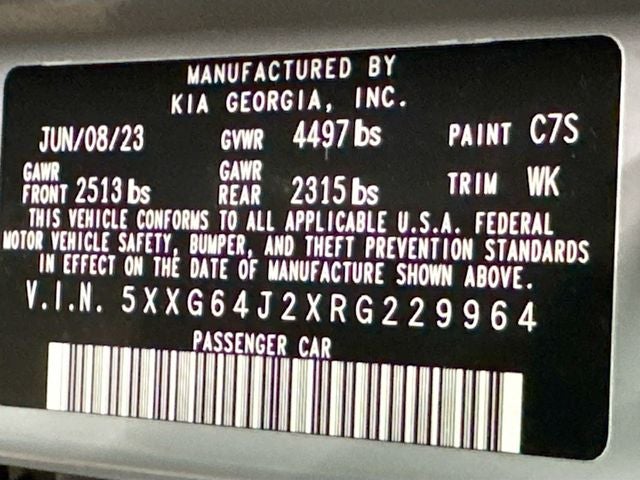 MANUFACTURED BY
KIA GEORGIA, INC.
JUN/08/23 GVWR 4497 lbs PAINT C7S
GAWR FRONT 2513 lbs GAWR REAR 2315 lbs TRIM WK
THIS VEHICLE CONFORMS TO ALL APPLICABLE U.S.A. FEDERAL
MOTOR VEHICLE SAFETY, BUMPER, AND THEFT PREVENTION STANDARDS
IN EFFECT ON THE DATE OF MANUFACTURE SHOWN ABOVE.
V.I.N. 5XXG64J2XRG229964
PASSENGER CAR